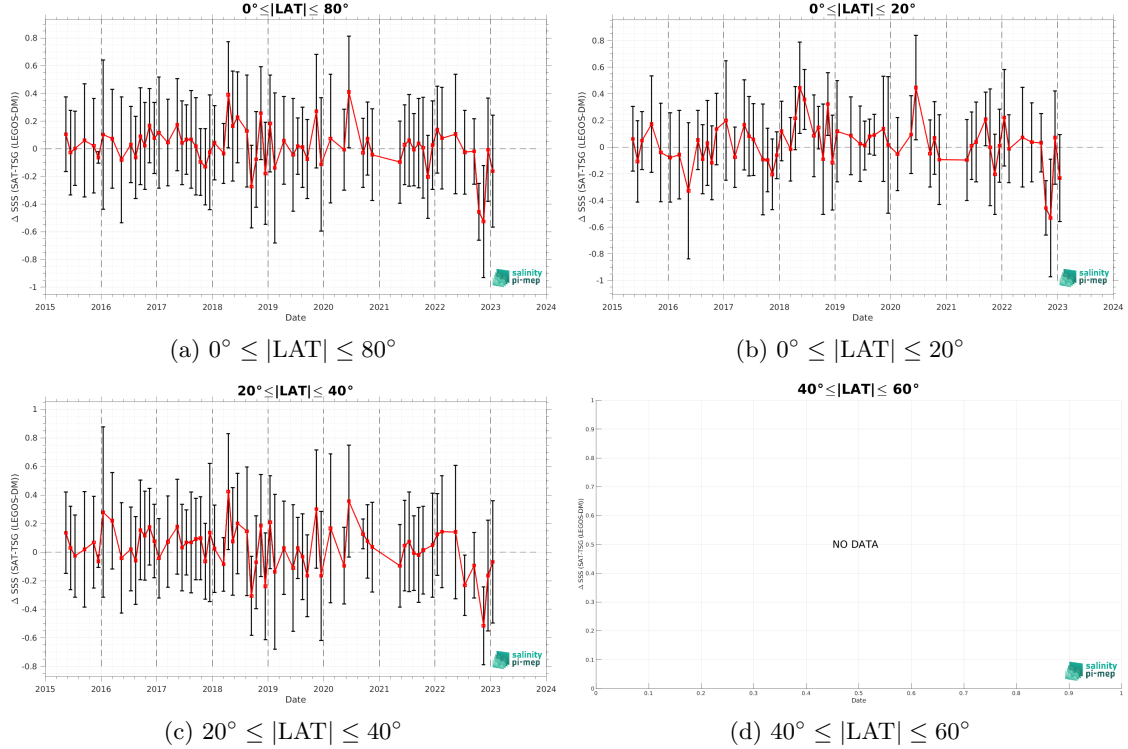 0°≤|LAT|≤ 80°
Δ SSS (SAT-TSG (LEGOS-DM))
0.8
0.6
0.4
0.2
0
-0.2
-0.4
-0.6
-0.8
-1
2015 2016 2017 2018 2019 2020 2021 2022 2023 2024
Date
salinity
pi-mep
(a) 0° ≤ |LAT| ≤ 80°
0°≤|LAT|≤ 20°
Δ SSS (SAT-TSG (LEGOS-DM))
0.8
0.6
0.4
0.2
0
-0.2
-0.4
-0.6
-0.8
-1
2015 2016 2017 2018 2019 2020 2021 2022 2023 2024
Date
salinity
pi-mep
(b) 0° ≤ |LAT| ≤ 20°
20°≤|LAT|≤ 40°
Δ SSS (SAT-TSG (LEGOS-DM))
1
0.8
0.6
0.4
0.2
0
-0.2
-0.4
-0.6
-0.8
2015 2016 2017 2018 2019 2020 2021 2022 2023 2024
Date
salinity
pi-mep
(c) 20° ≤ |LAT| ≤ 40°
40°≤|LAT|≤ 60°
Δ SSS (SAT-TSG (LEGOS-DM))
1
0.9
0.8
0.7
0.6
0.5
0.4
0.3
0.2
0.1
0
NO DATA
0 0.1 0.2 0.3 0.4 0.5 0.6 0.7 0.8 0.9 1
Date
salinity
pi-mep
(d) 40° ≤ |LAT| ≤ 60°